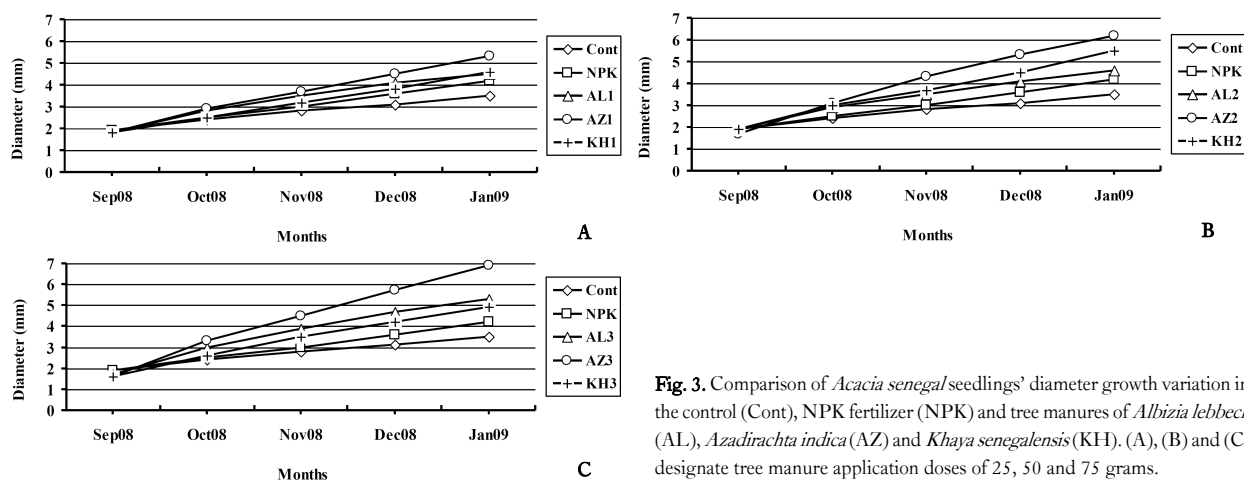 7
6
5
4
3
2
1
0
Diameter (mm)
Sep08 Oct08 Nov08 Dec08 Jan09
Months
Cont
NPK
AL1
AZ1
KH1
A
7
6
5
4
3
2
1
0
Diameter (mm)
Sep08 Oct08 Nov08 Dec08 Jan09
Months
Cont
NPK
AL2
AZ2
KH2
B
7
6
5
4
3
2
1
0
Diameter (mm)
Sep08 Oct08 Nov08 Dec08 Jan09
Months
Cont
NPK
AL3
AZ3
KH3
C
Fig. 3. Comparison of Acacia senegal seedlings’ diameter growth variation in
the control (Cont), NPK fertilizer (NPK) and tree manures of Albizia lebbeck
(AL), Azadirachta indica (AZ) and Khaya senegalensis (KH). (A), (B) and (C)
designate tree manure application doses of 25, 50 and 75 grams.